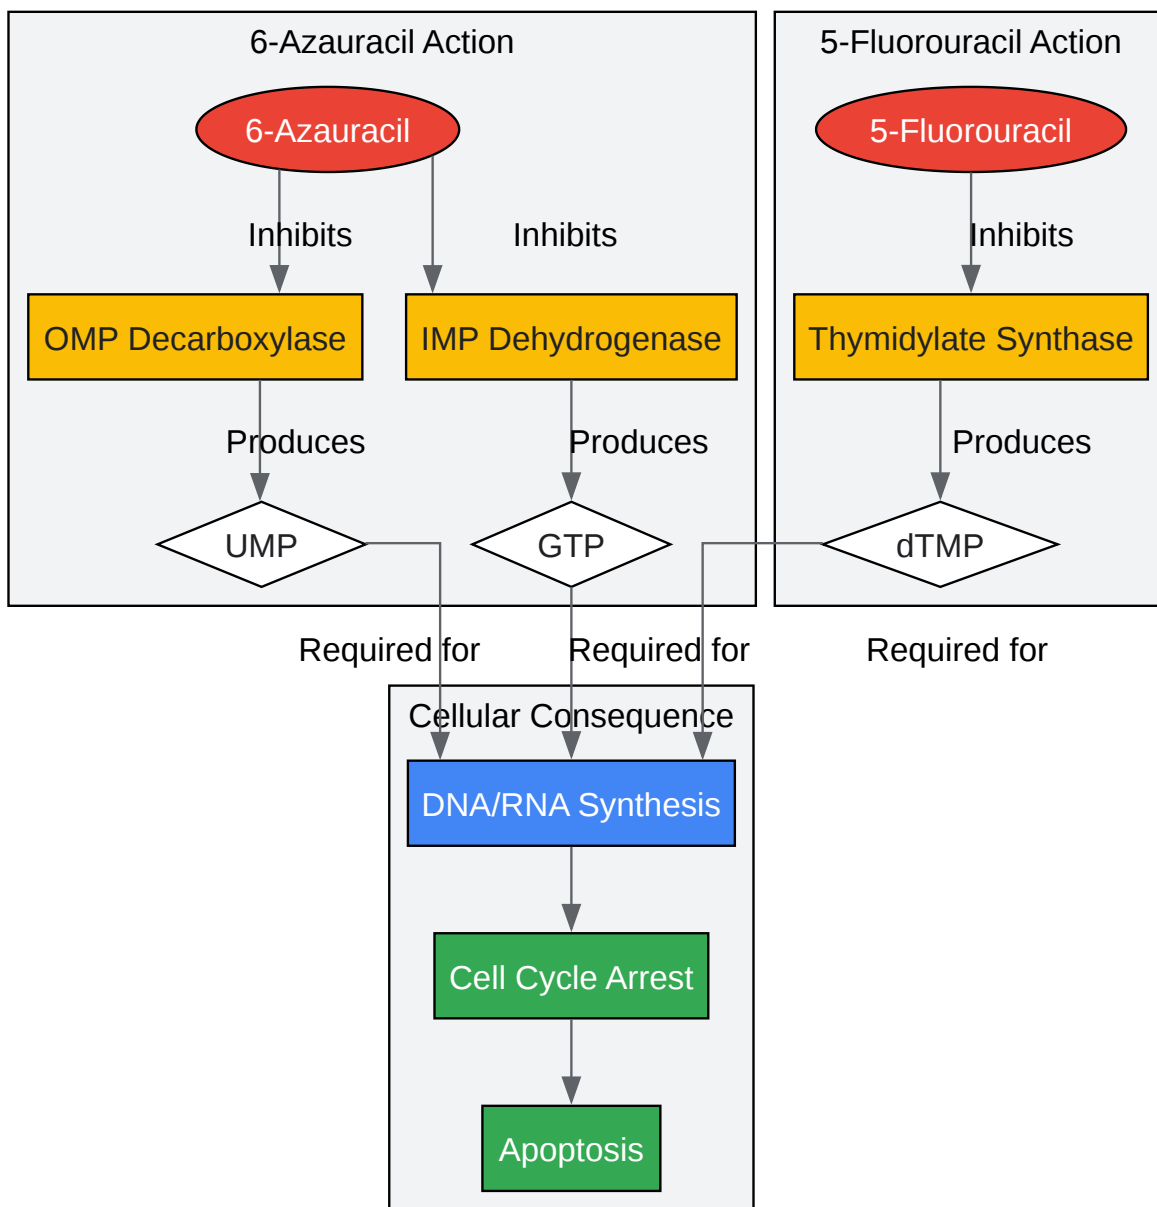 6-Azauracil Action
5-Fluorouracil Action
6-Azauracil
5-Fluorouracil
Inhibits
Inhibits
Inhibits
OMP Decarboxylase
IMP Dehydrogenase
Thymidylate Synthase
Produces
Produces
Produces
UMP
GTP
dTMP
Required for
Required for
Required for
Cellular Consequence
DNA/RNA Synthesis
Cell Cycle Arrest
Apoptosis